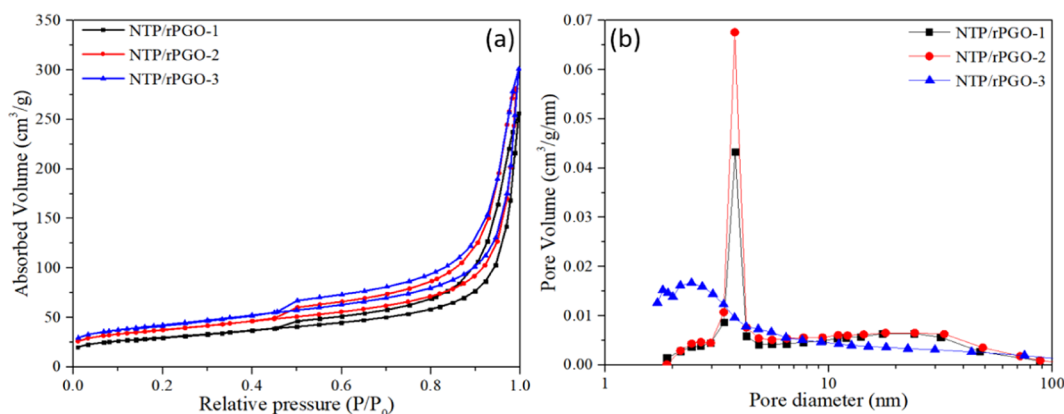 NTP/rPGO-1
NTP/rPGO-2
NTP/rPGO-3
(a)
350
300
250
200
150
100
50
0
0.0 0.2 0.4 0.6 0.8 1.0
Absorbed Volume (cm³/g)
Relative pressure (P/P₀)
NTP/rPGO-1
NTP/rPGO-2
NTP/rPGO-3
(b)
0.07
0.06
0.05
0.04
0.03
0.02
0.01
0.00
1 10 100
Pore Volume (cm³/g/nm)
Pore diameter (nm)